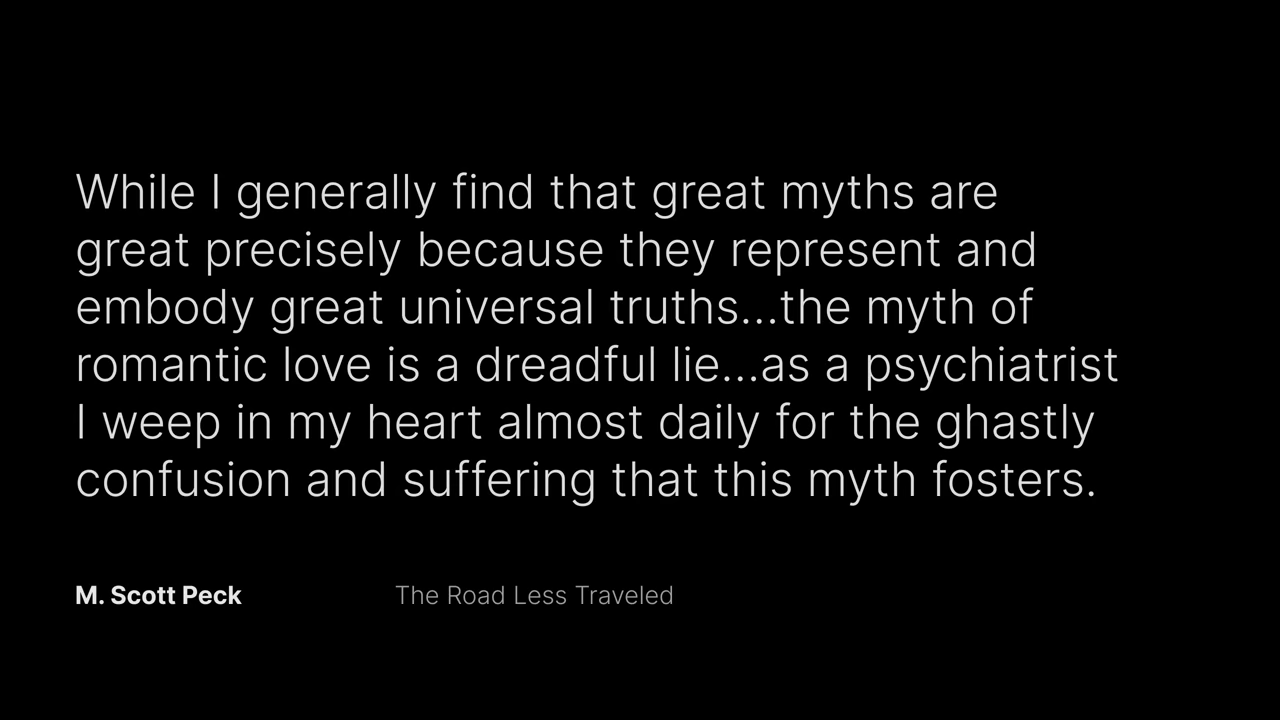 While I generally find that great myths are
great precisely because they represent and
embody great universal truths...the myth of
romantic love is a dreadful lie...as a psychiatrist
I weep in my heart almost daily for the ghastly
confusion and suffering that this myth fosters.
M. Scott Peck The Road Less Traveled